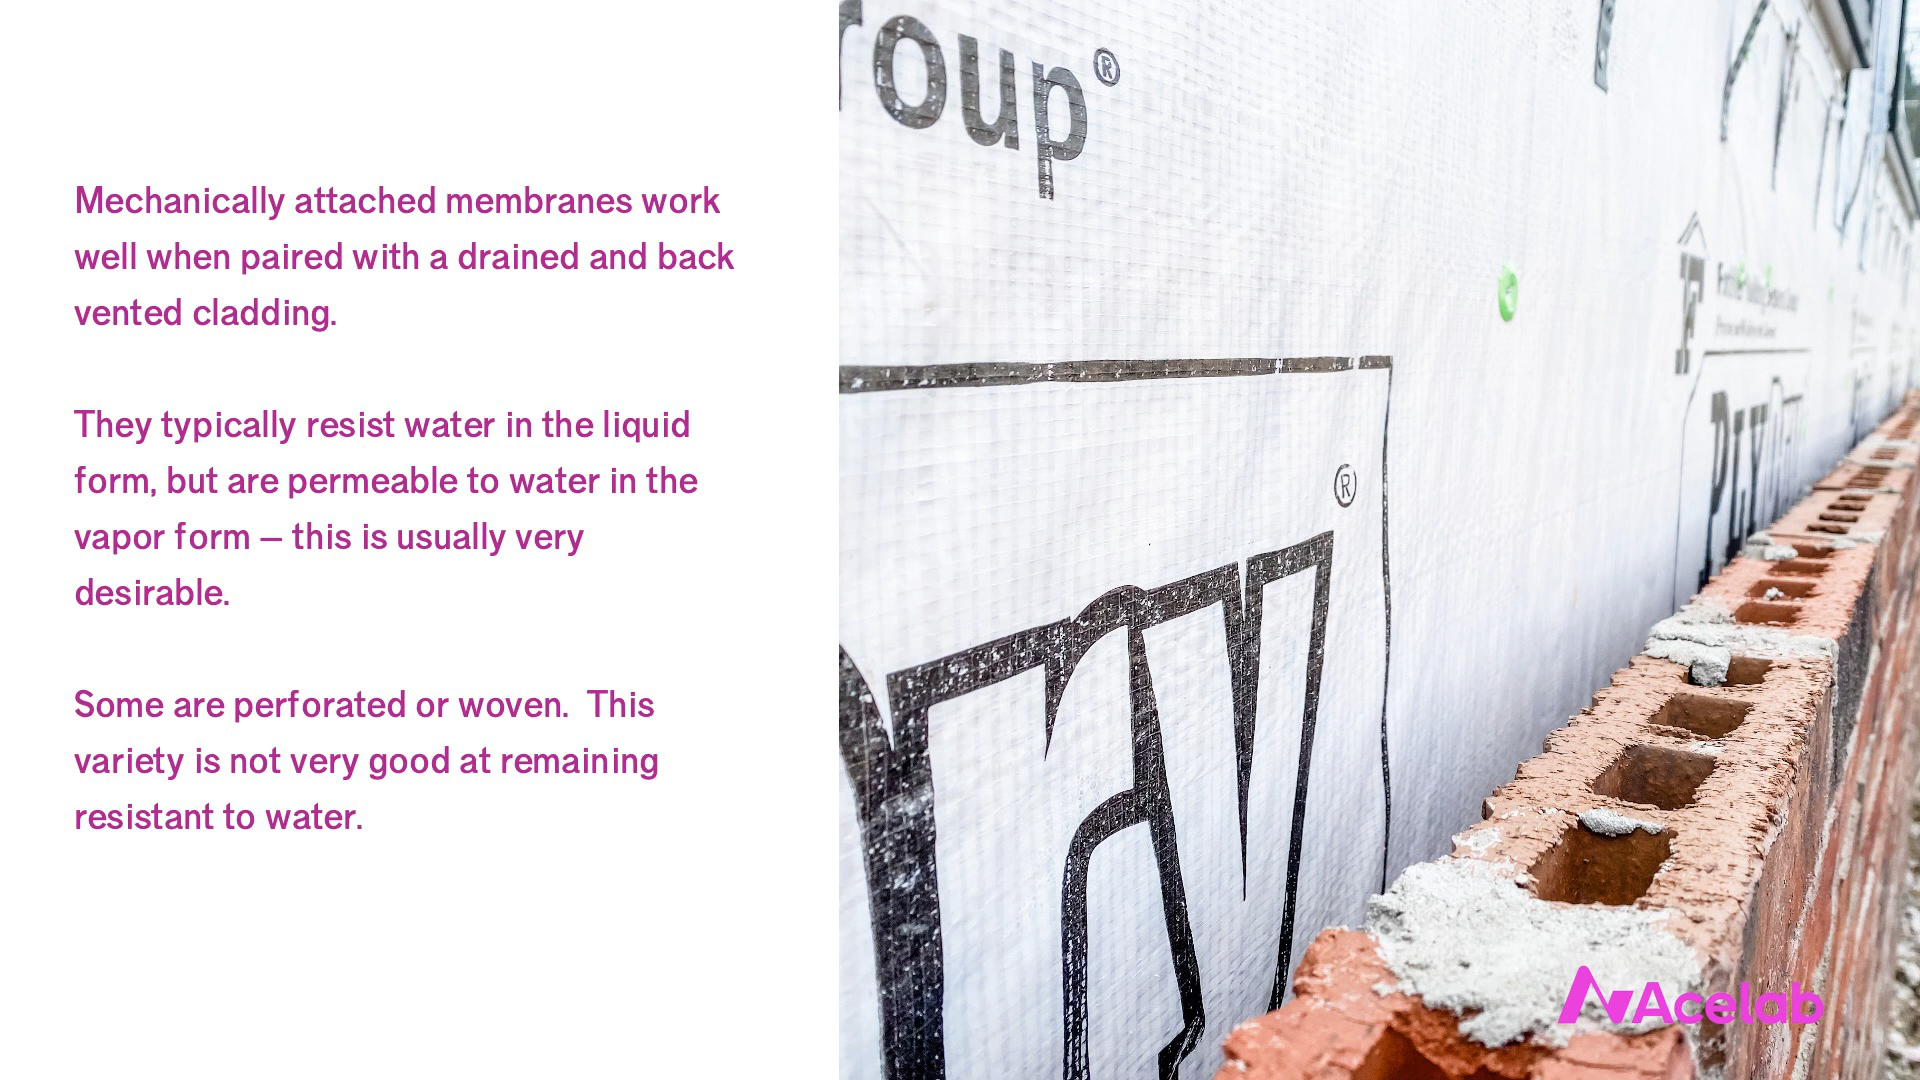 Mechanically attached membranes work
well when paired with a drained and back
vented cladding.
They typically resist water in the liquid
form, but are permeable to water in the
vapor form – this is usually very
desirable.
Some are perforated or woven.  This
variety is not very good at remaining
resistant to water.
roup®
®
Acelab